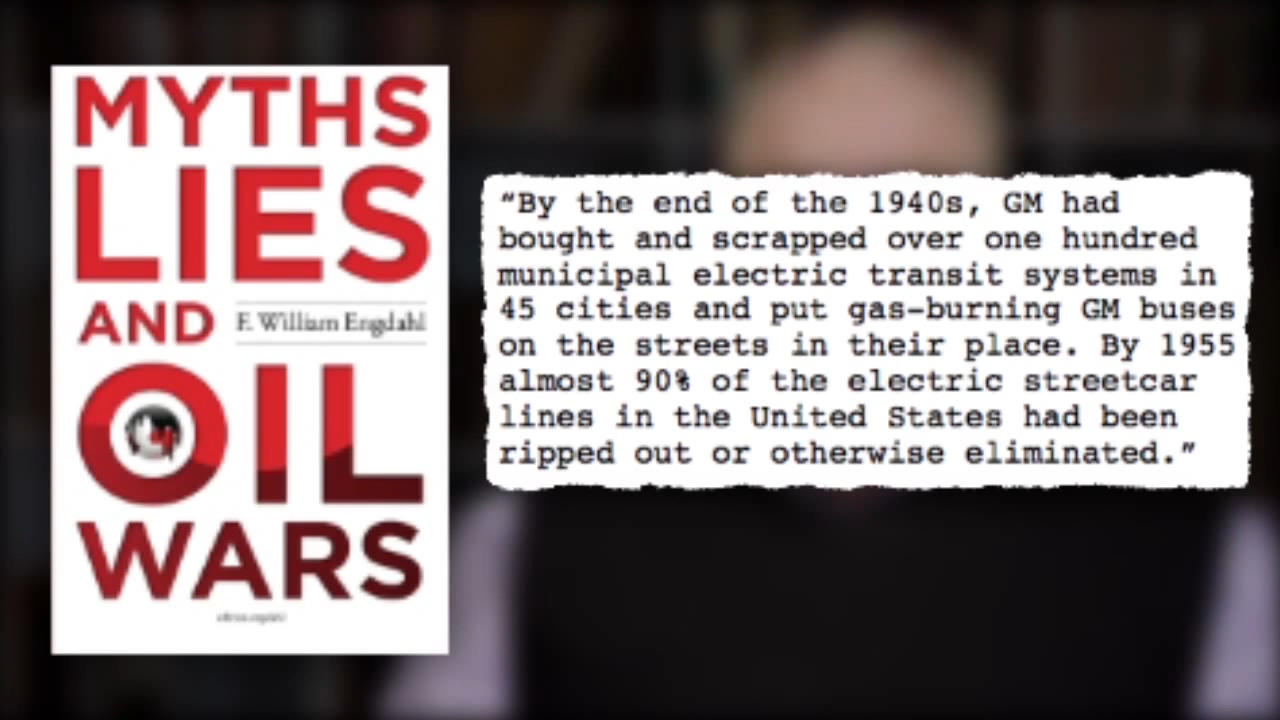 MYTHS
LIES
AND
F. William Engdahl
OIL
WARS
“By the end of the 1940s, GM had
bought and scrapped over one hundred
municipal electric transit systems in
45 cities and put gas-burning GM buses
on the streets in their place. By 1955
almost 90% of the electric streetcar
lines in the United States had been
ripped out or otherwise eliminated.”